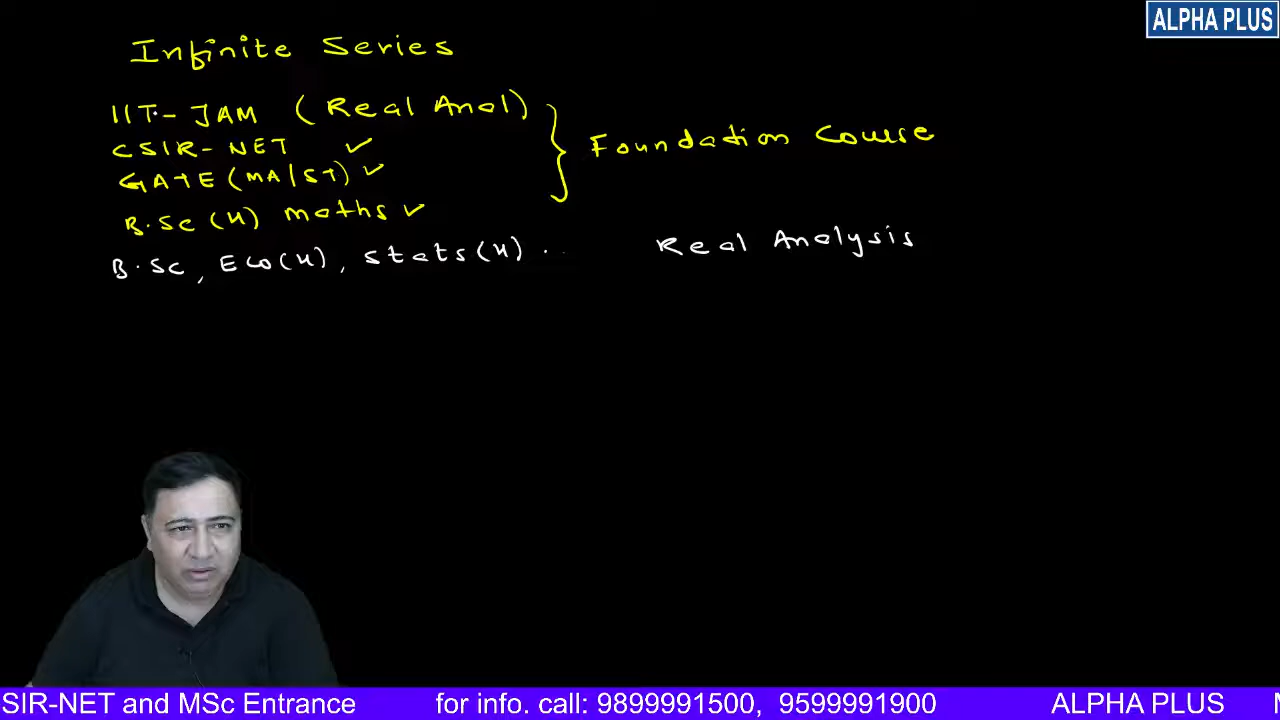 ALPHA PLUS
Infinite Series
IIT-JAM (Real Anal)
CSIR-NET ✓
GATE (MA/ST) ✓
B.Sc (H) maths ✓
Foundation Course
B.Sc, Eco(H), Stats(H) ..
Real Analysis
SIR-NET and MSc Entrance for info. call: 9899991500, 9599991900 ALPHA PLUS